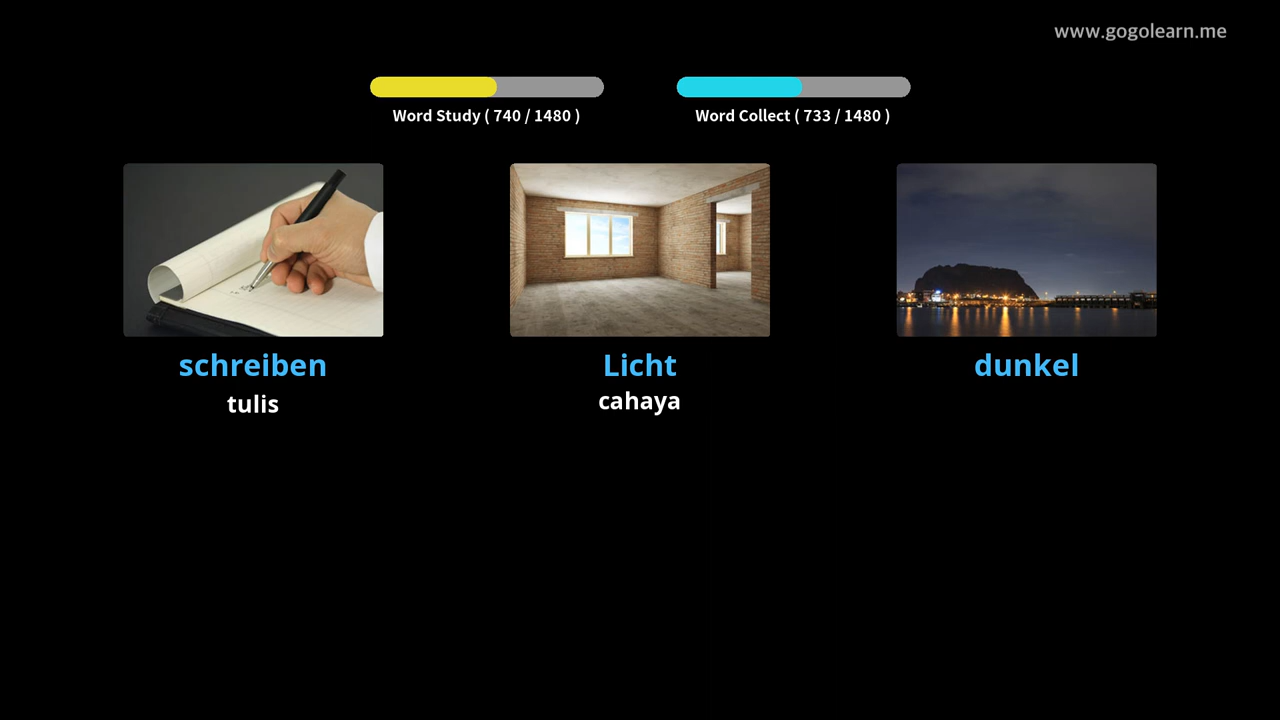 www.gogolearn.me
Word Study ( 740 / 1480 )
Word Collect ( 733 / 1480 )
schreiben
tulis
Licht
cahaya
dunkel